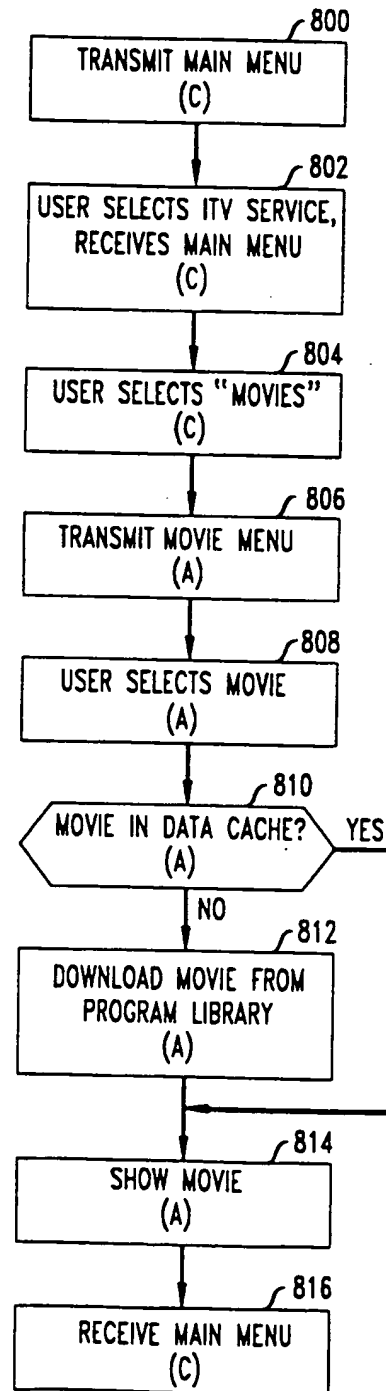 800
TRANSMIT MAIN MENU
(C)
802
USER SELECTS ITV SERVICE,
RECEIVES MAIN MENU
(C)
804
USER SELECTS "MOVIES"
(C)
806
TRANSMIT MOVIE MENU
(A)
808
USER SELECTS MOVIE
(A)
810
MOVIE IN DATA CACHE?
(A)
YES
NO
812
DOWNLOAD MOVIE FROM
PROGRAM LIBRARY
(A)
814
SHOW MOVIE
(A)
816
RECEIVE MAIN MENU
(C)